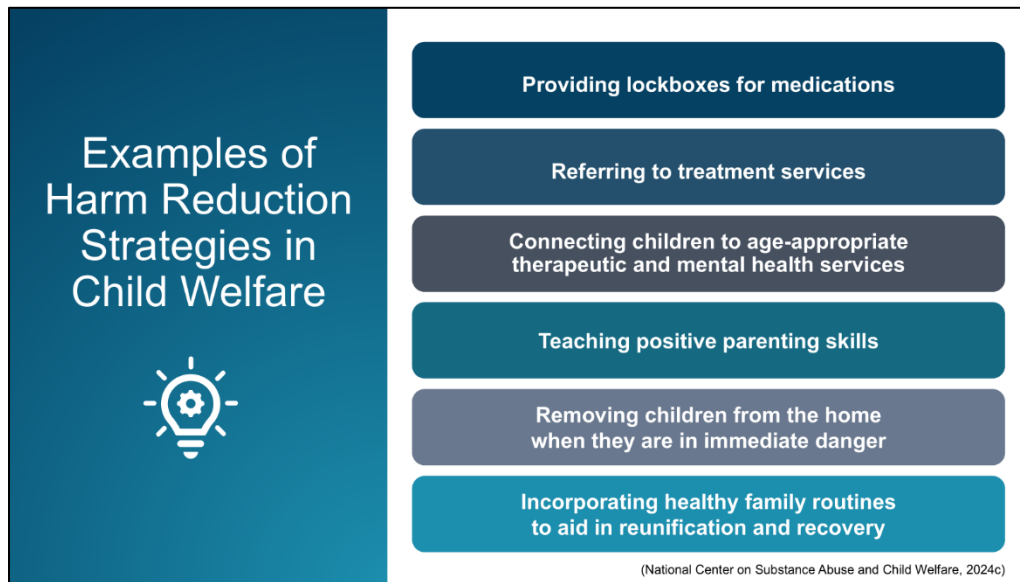 Examples of
Harm Reduction
Strategies in
Child Welfare
Providing lockboxes for medications
Referring to treatment services
Connecting children to age-appropriate
therapeutic and mental health services
Teaching positive parenting skills
Removing children from the home
when they are in immediate danger
Incorporating healthy family routines
to aid in reunification and recovery
(National Center on Substance Abuse and Child Welfare, 2024c)